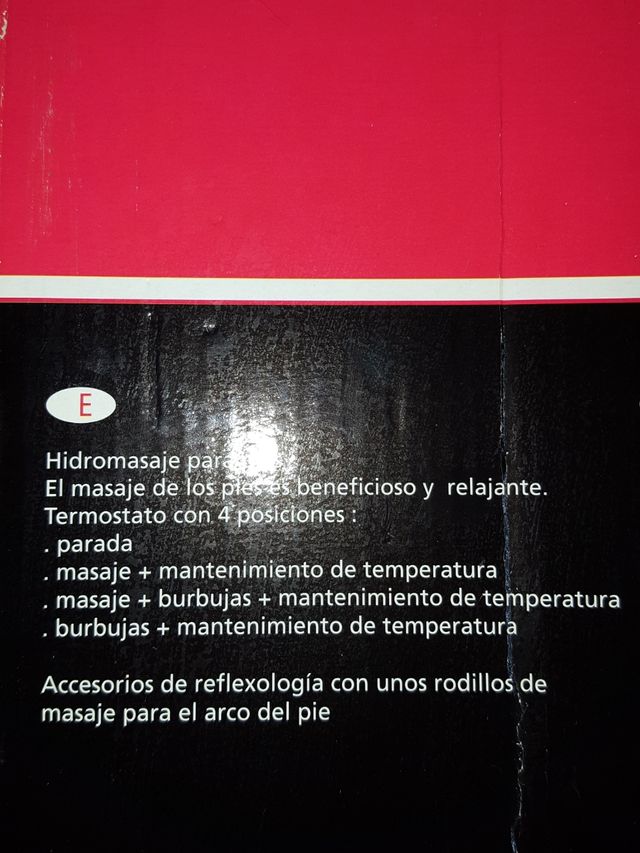 E
Hidromasaje para
El masaje de los pies es beneficioso y relajante.
Termostato con 4 posiciones :
. parada
. masaje + mantenimiento de temperatura
. masaje + burbujas + mantenimiento de temperatura
. burbujas + mantenimiento de temperatura
Accesorios de reflexología con unos rodillos de
masaje para el arco del pie